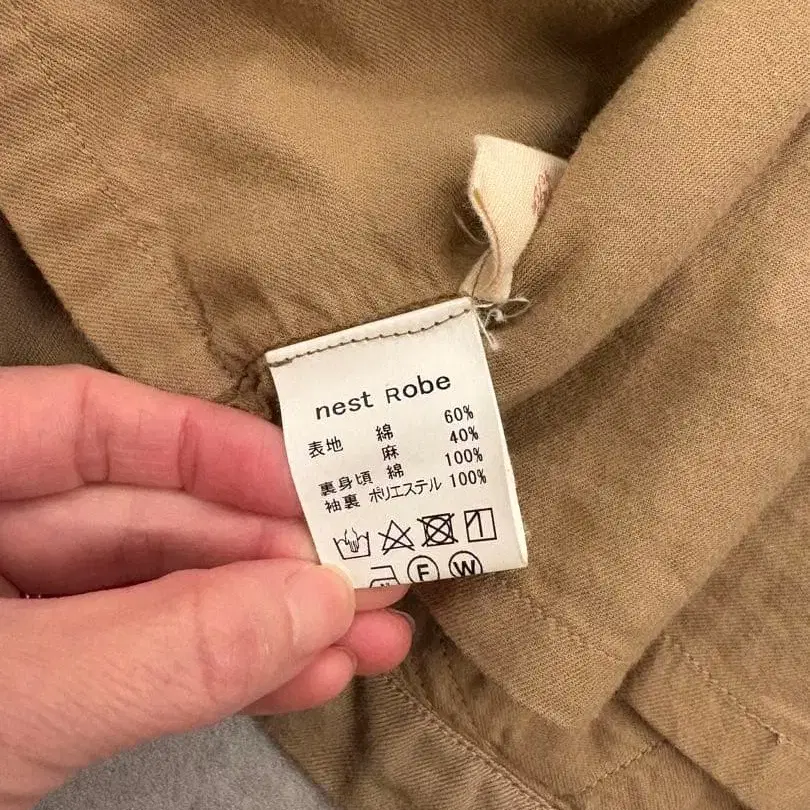 nest Robe
表地 綿 60%
麻 40%
裏身頃 綿 100%
袖裏 ポリエステル 100%
F W